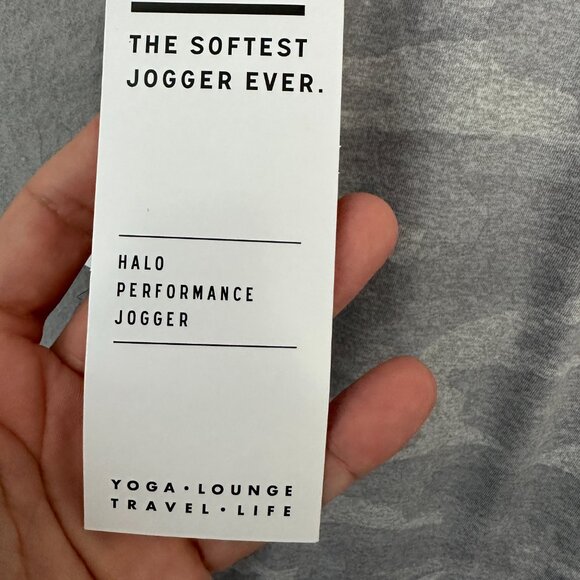 THE SOFTEST
JOGGER EVER.
HALO
PERFORMANCE
JOGGER
YOGA • LOUNGE
TRAVEL • LIFE